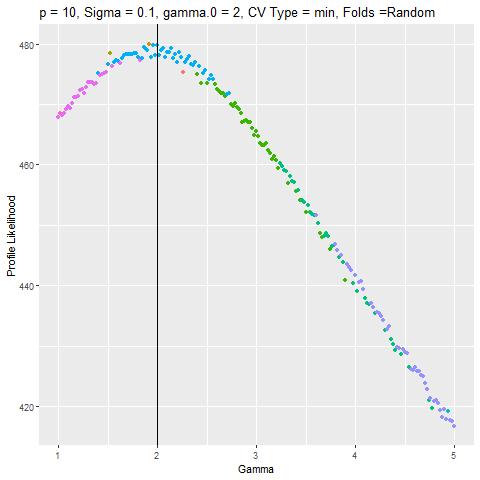 p = 10, Sigma = 0.1, gamma.0 = 2, CV Type = min, Folds =Random
Profile Likelihood
480
460
440
420
1 2 3 4 5
Gamma